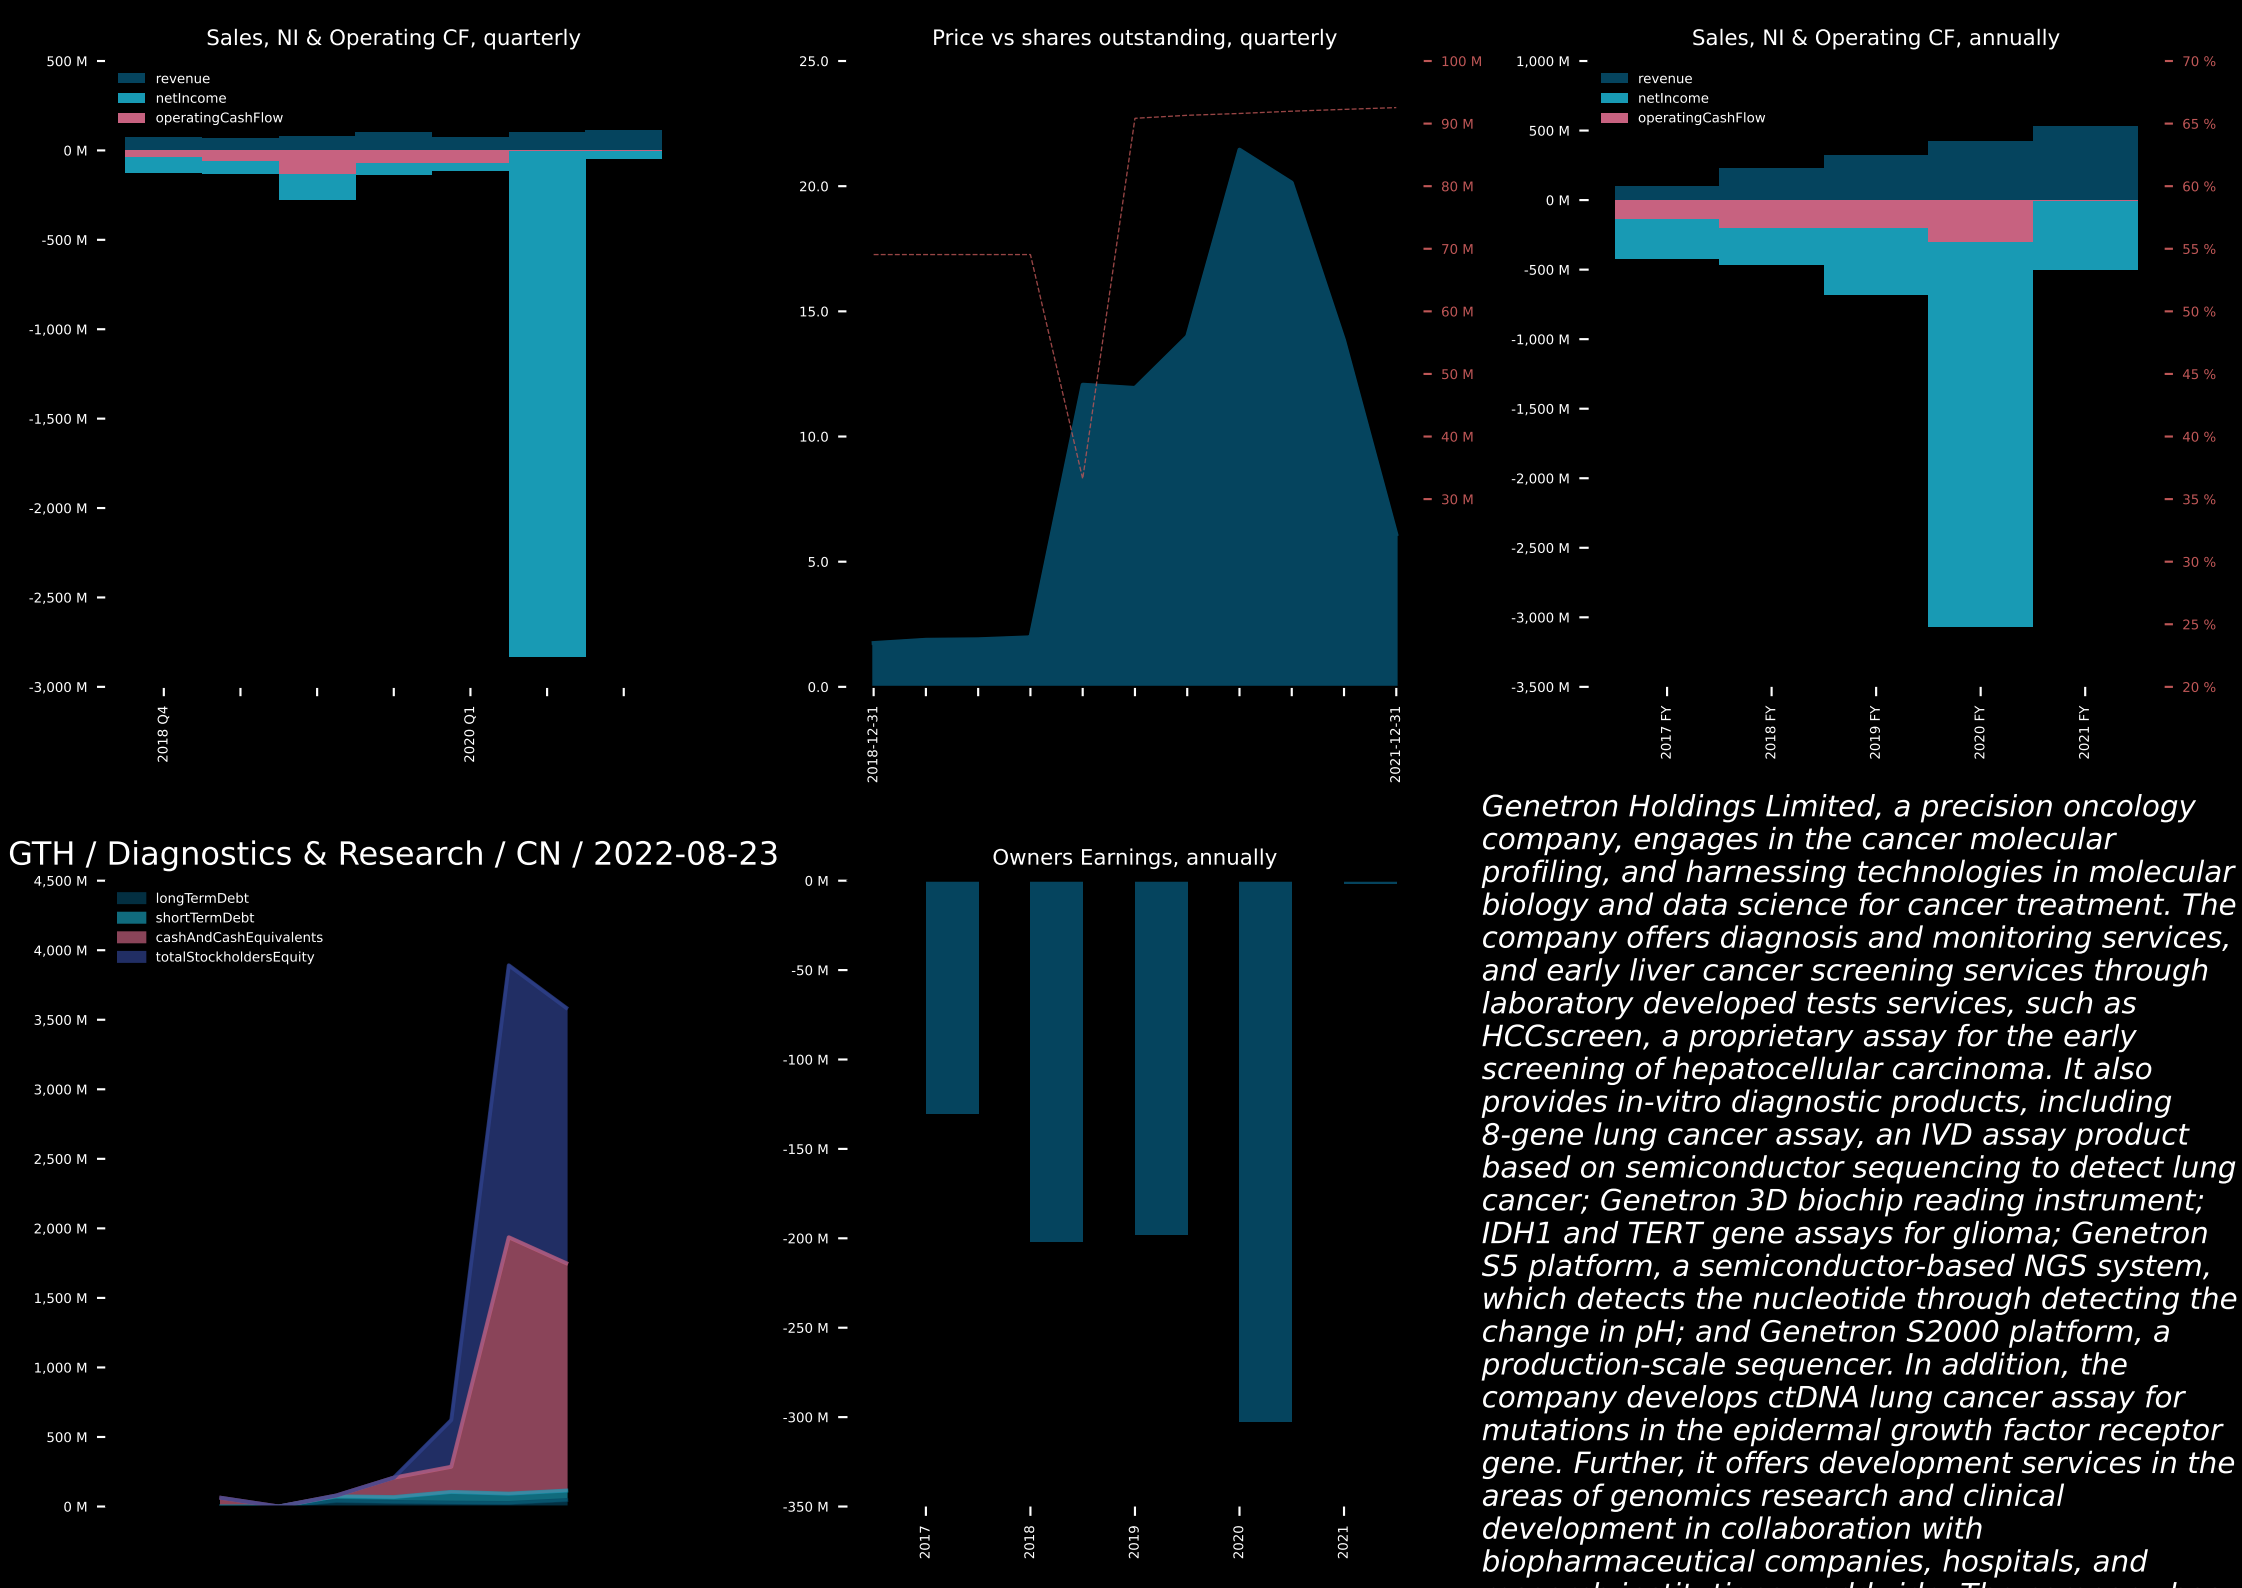 Sales, NI & Operating CF, quarterly
500 M
0 M
-500 M
-1,000 M
-1,500 M
-2,000 M
-2,500 M
-3,000 M
revenue
netIncome
operatingCashFlow
2018 Q4
2020 Q1
Price vs shares outstanding, quarterly
25.0
20.0
15.0
10.0
5.0
0.0
100 M
90 M
80 M
70 M
60 M
50 M
40 M
30 M
2018-12-31
2021-12-31
Sales, NI & Operating CF, annually
1,000 M
500 M
0 M
-500 M
-1,000 M
-1,500 M
-2,000 M
-2,500 M
-3,000 M
-3,500 M
revenue
netIncome
operatingCashFlow
70 %
65 %
60 %
55 %
50 %
45 %
40 %
35 %
30 %
25 %
20 %
2017 FY
2018 FY
2019 FY
2020 FY
2021 FY
GTH / Diagnostics & Research / CN / 2022-08-23
4,500 M
4,000 M
3,500 M
3,000 M
2,500 M
2,000 M
1,500 M
1,000 M
500 M
0 M
longTermDebt
shortTermDebt
cashAndCashEquivalents
totalStockholdersEquity
Owners Earnings, annually
0 M
-50 M
-100 M
-150 M
-200 M
-250 M
-300 M
-350 M
2017
2018
2019
2020
2021
Genetron Holdings Limited, a precision oncology
company, engages in the cancer molecular
profiling, and harnessing technologies in molecular
biology and data science for cancer treatment. The
company offers diagnosis and monitoring services,
and early liver cancer screening services through
laboratory developed tests services, such as
HCCscreen, a proprietary assay for the early
screening of hepatocellular carcinoma. It also
provides in-vitro diagnostic products, including
8-gene lung cancer assay, an IVD assay product
based on semiconductor sequencing to detect lung
cancer; Genetron 3D biochip reading instrument;
IDH1 and TERT gene assays for glioma; Genetron
S5 platform, a semiconductor-based NGS system,
which detects the nucleotide through detecting the
change in pH; and Genetron S2000 platform, a
production-scale sequencer. In addition, the
company develops ctDNA lung cancer assay for
mutations in the epidermal growth factor receptor
gene. Further, it offers development services in the
areas of genomics research and clinical
development in collaboration with
biopharmaceutical companies, hospitals, and